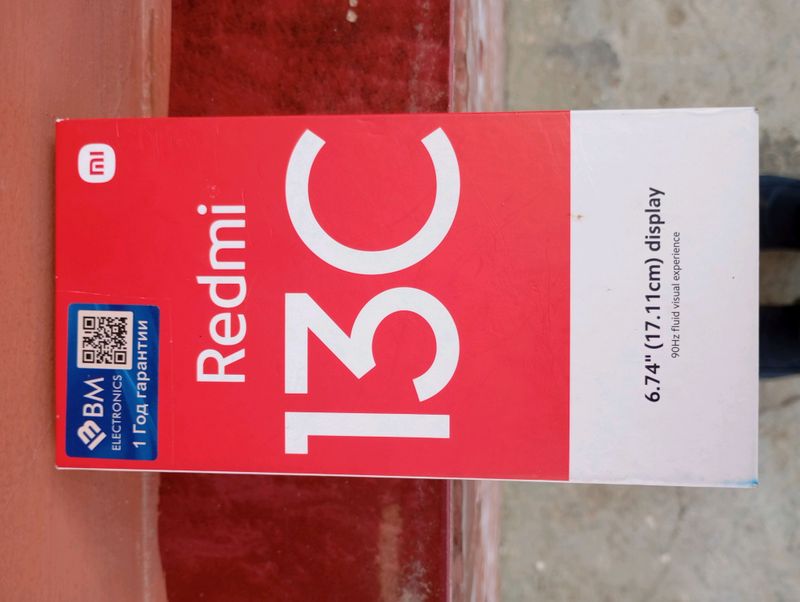 mi
BM
ELECTRONICS
1 Год гарантии
Redmi
13C
6.74" (17.11cm) display
90Hz fluid visual experience